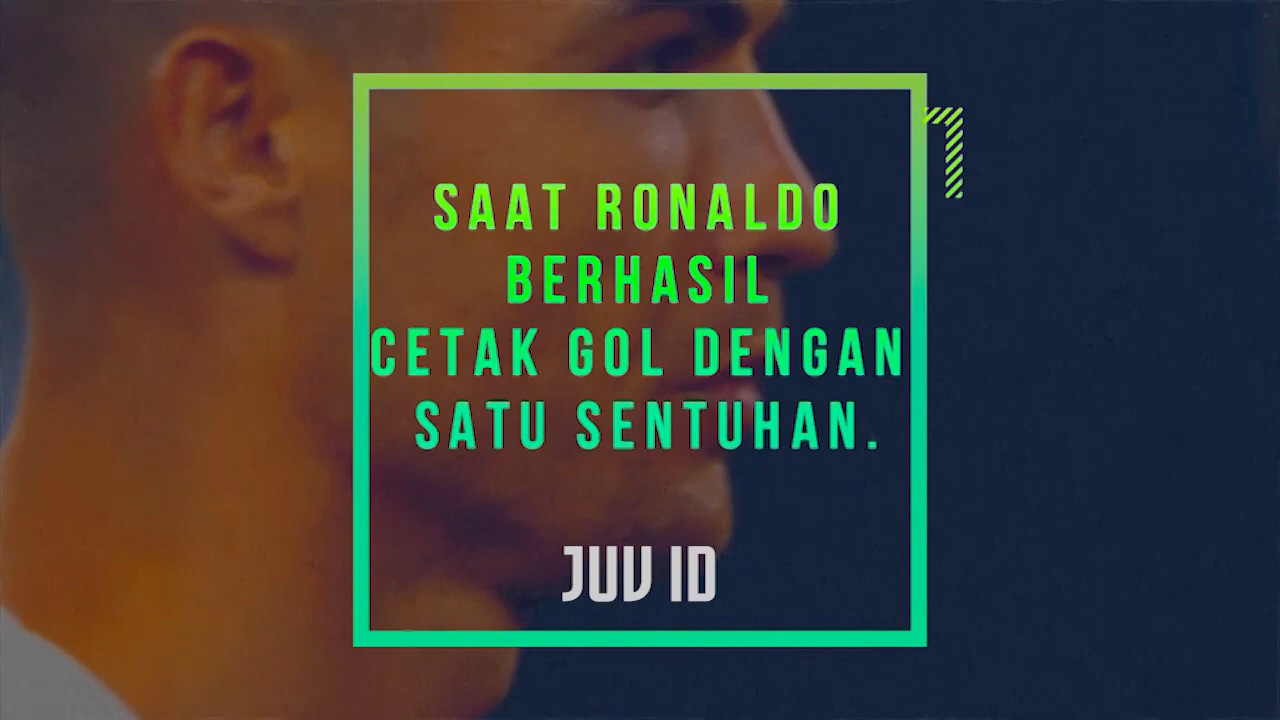 SAAT RONALDO
BERHASIL
CETAK GOL DENGAN
SATU SENTUHAN.
JUV ID